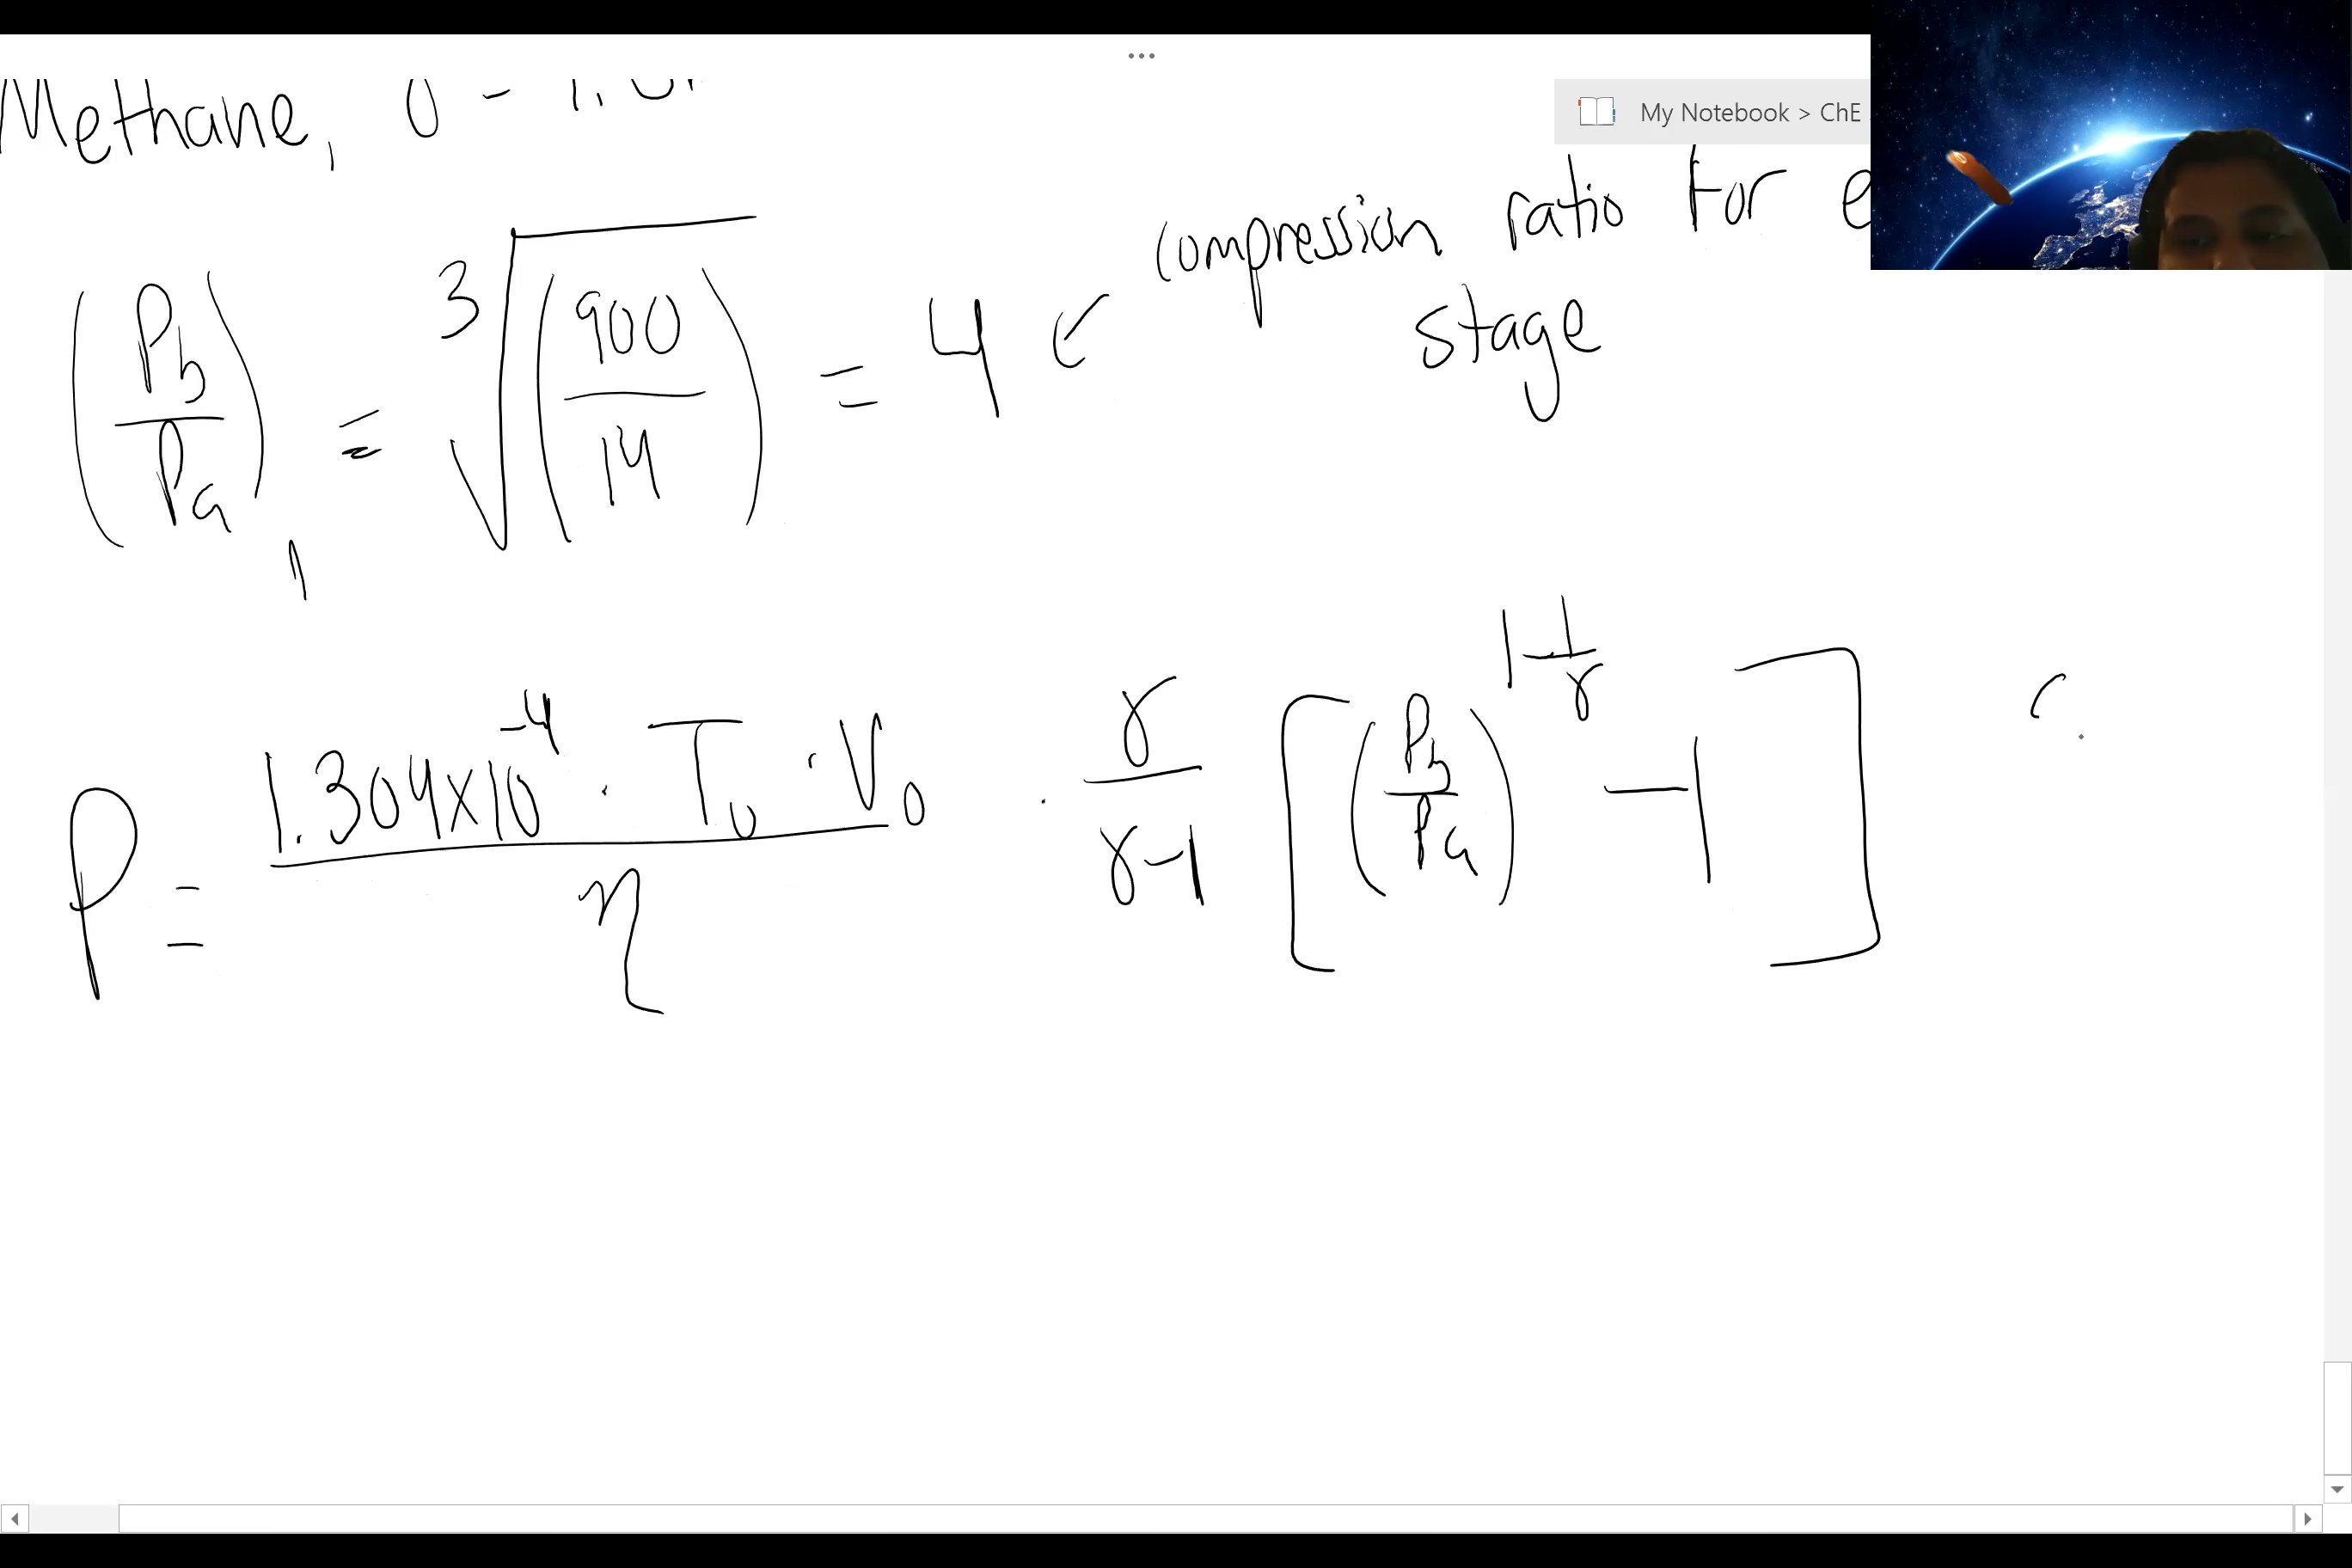 ...
My Notebook > ChE
Methane,
compression ratio for e
stage
(Pb/Pa)₁ = ³√(900/14) = 4 ←
P = 1.304x10⁻⁴ · T₀ · V₀ / η · γ/(γ-1) [(Pb/Pa)^(1-1/γ) - 1]